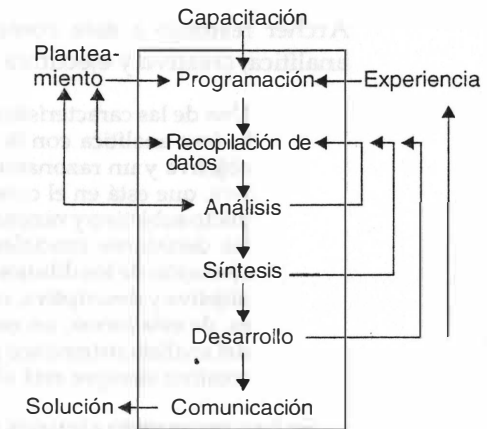 Capacitación
Plantea-
miento
Programación
Experiencia
Recopilación de
datos
Análisis
Síntesis
Desarrollo
Solución
Comunicación